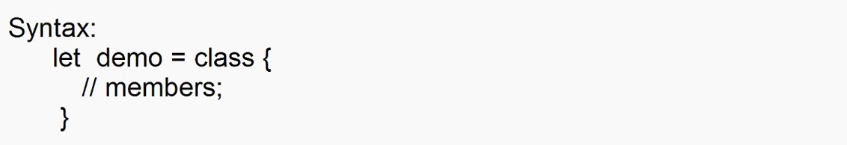 Syntax:
let demo = class {
// members;
}